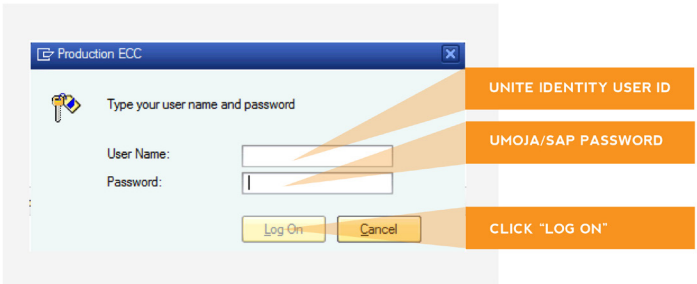 Production ECC
UNITE IDENTITY USER ID
Type your user name and password
UMOJA/SAP PASSWORD
User Name:
Password:
Log On
Cancel
CLICK "LOG ON"